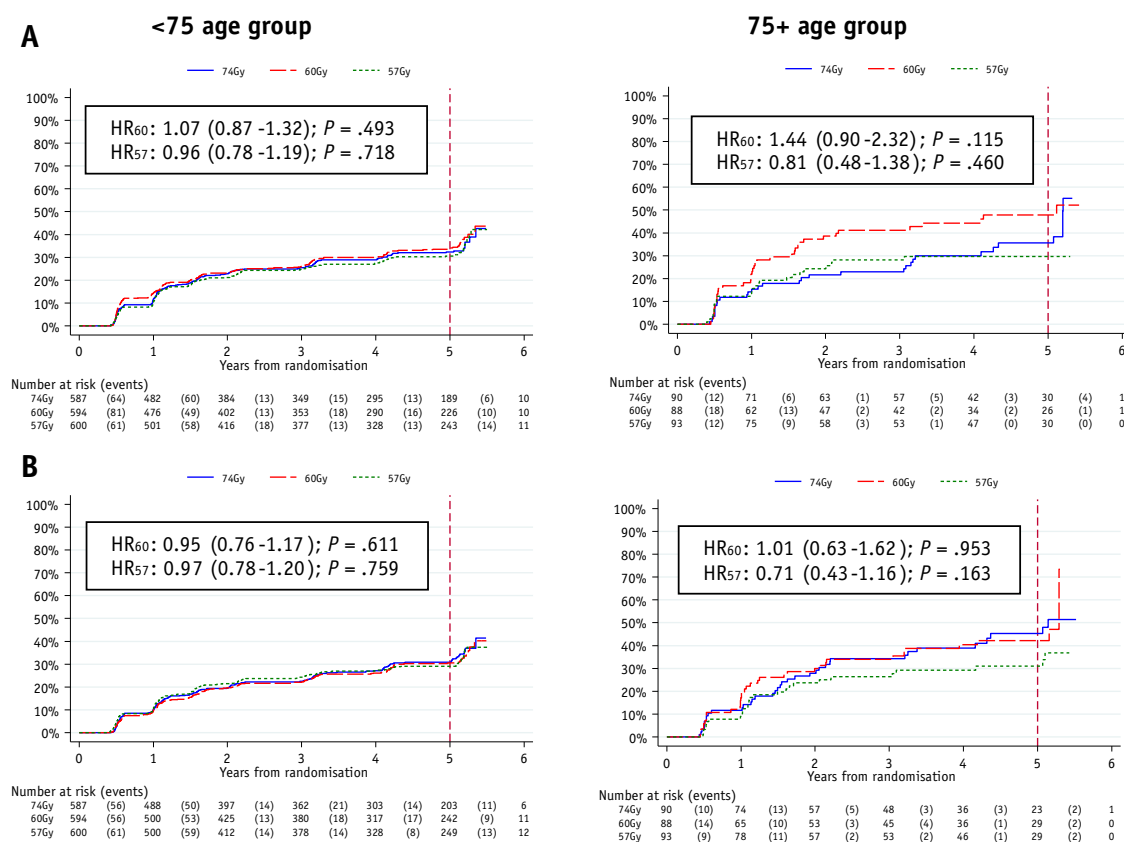 A
<75 age group
74Gy 60Gy 57Gy
100%
90%
80%
70%
60%
50%
40%
30%
20%
10%
0%
HR60: 1.07 (0.87 -1.32); P = .493
HR57: 0.96 (0.78 -1.19); P = .718
0 1 2 3 4 5 6
Years from randomisation
Number at risk (events)
74Gy 587 (64) 482 (60) 384 (13) 349 (15) 295 (13) 189 (6) 10
60Gy 594 (81) 476 (49) 402 (13) 353 (18) 290 (16) 226 (10) 10
57Gy 600 (61) 501 (58) 416 (18) 377 (13) 328 (13) 243 (14) 11
75+ age group
74Gy 60Gy 57Gy
100%
90%
80%
70%
60%
50%
40%
30%
20%
10%
0%
HR60: 1.44 (0.90 -2.32); P = .115
HR57: 0.81 (0.48 -1.38); P = .460
0 1 2 3 4 5 6
Years from randomisation
Number at risk (events)
74Gy 90 (12) 71 (6) 63 (1) 57 (5) 42 (3) 30 (4) 1
60Gy 88 (18) 62 (13) 47 (2) 42 (2) 34 (2) 26 (1) 1
57Gy 93 (12) 75 (9) 58 (3) 53 (1) 47 (0) 30 (0) 0
B
74Gy 60Gy 57Gy
100%
90%
80%
70%
60%
50%
40%
30%
20%
10%
0%
HR60: 0.95 (0.76 -1.17); P = .611
HR57: 0.97 (0.78 -1.20); P = .759
0 1 2 3 4 5 6
Years from randomisation
Number at risk (events)
74Gy 587 (56) 488 (50) 397 (14) 362 (21) 303 (14) 203 (11) 6
60Gy 594 (56) 500 (53) 425 (13) 380 (18) 317 (17) 242 (9) 11
57Gy 600 (61) 500 (59) 412 (14) 378 (14) 328 (8) 249 (13) 12
74Gy 60Gy 57Gy
100%
90%
80%
70%
60%
50%
40%
30%
20%
10%
0%
HR60: 1.01 (0.63 -1.62); P = .953
HR57: 0.71 (0.43 -1.16); P = .163
0 1 2 3 4 5 6
Years from randomisation
Number at risk (events)
74Gy 90 (10) 74 (13) 57 (5) 48 (3) 36 (3) 23 (2) 1
60Gy 88 (14) 65 (10) 53 (3) 45 (4) 36 (1) 29 (2) 0
57Gy 93 (9) 78 (11) 57 (2) 53 (2) 46 (1) 29 (2) 0